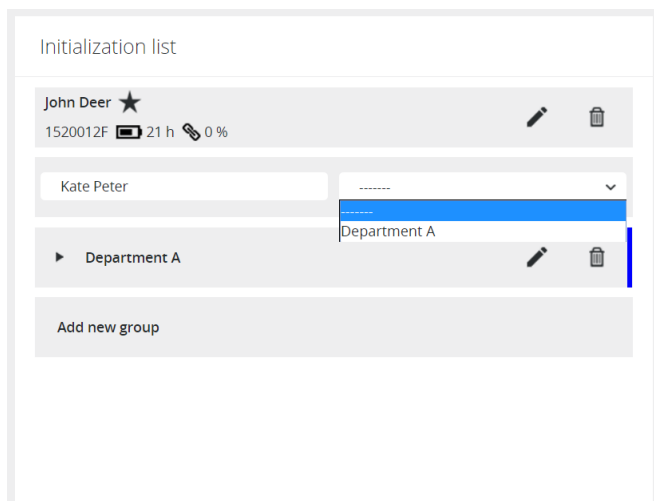 Initialization list
John Deer
1520012F 21 h 0 %
Kate Peter -------
-------
Department A
Department A
Add new group